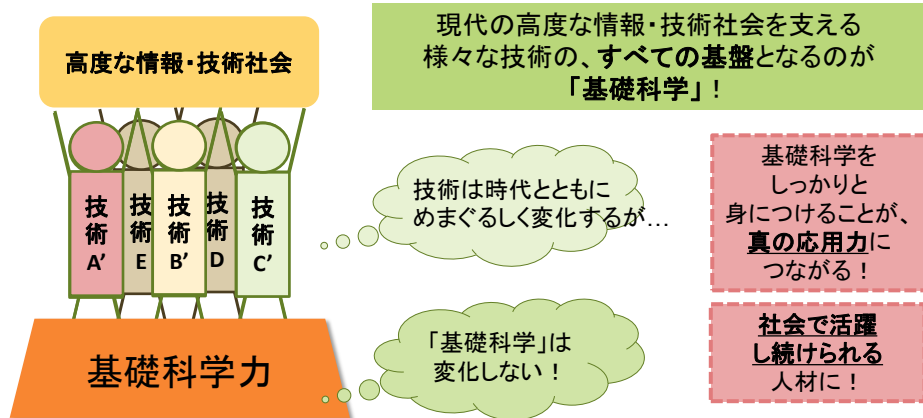 高度な情報・技術社会
現代の高度な情報・技術社会を支える
様々な技術の、すべての基盤となるのが
「基礎科学」！
技術
A’
技術
E
技術
B’
技術
D
技術
C’
技術は時代とともに
めまぐるしく変化するが…
基礎科学を
しっかりと
身につけることが、
真の応用力に
つながる！
基礎科学力
「基礎科学」は
変化しない！
社会で活躍
し続けられる
人材に！